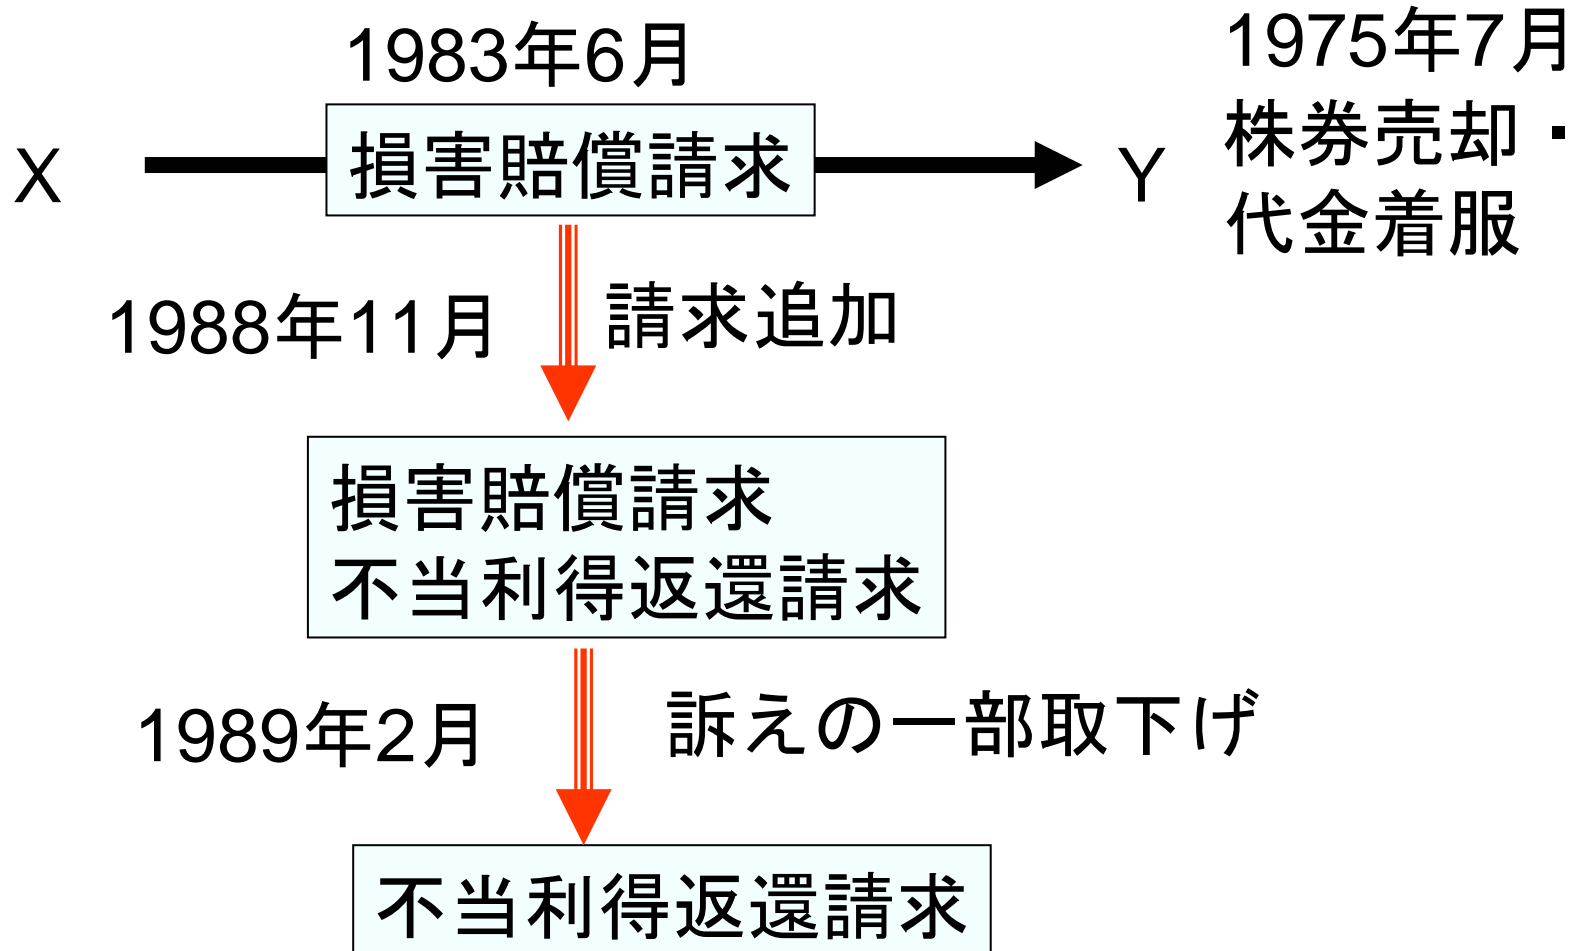 1983年6月
1975年7月
X
損害賠償請求
Y
株券売却・
代金着服
1988年11月
請求追加
損害賠償請求
不当利得返還請求
1989年2月
訴えの一部取下げ
不当利得返還請求